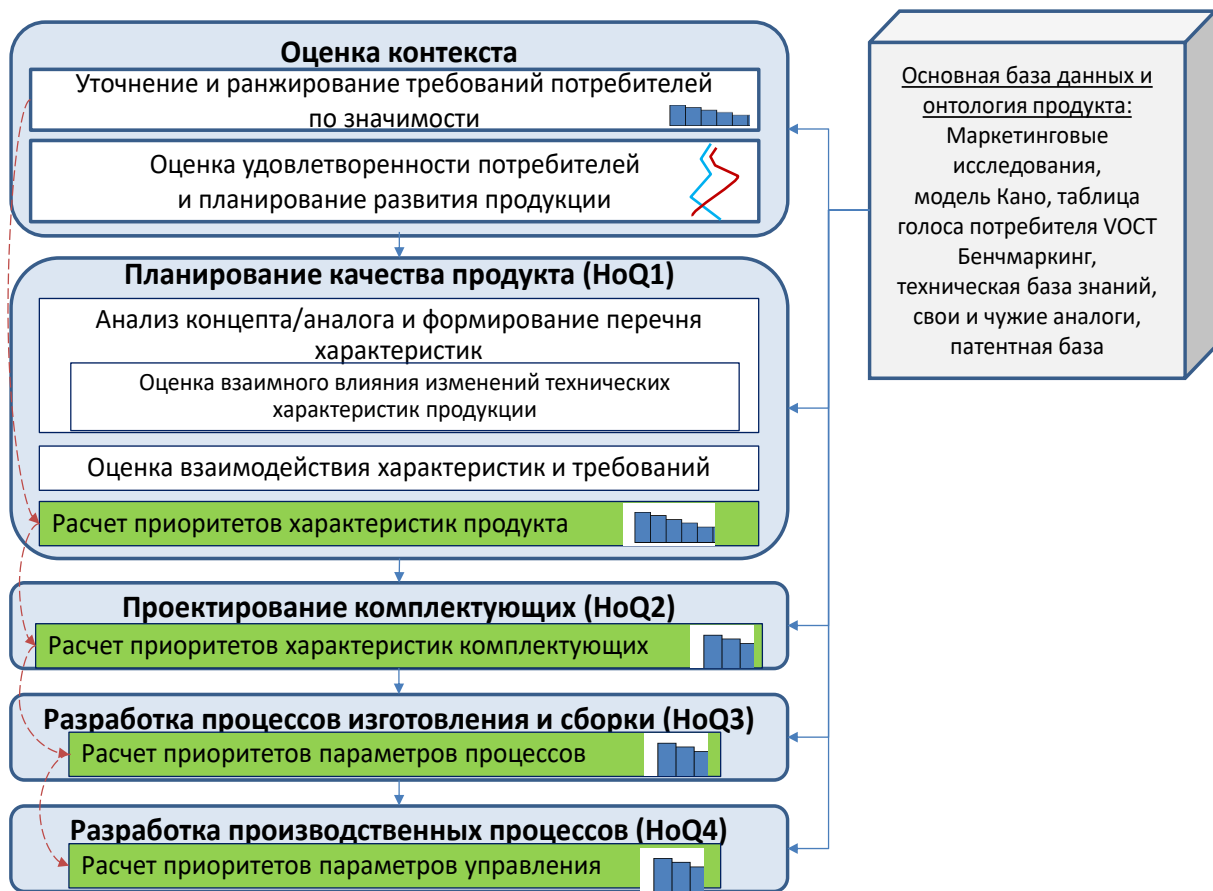 Оценка контекста
Уточнение и ранжирование требований потребителей
по значимости
Оценка удовлетворенности потребителей
и планирование развития продукции
Планирование качества продукта (HoQ1)
Анализ концепта/аналога и формирование перечня
характеристик
Оценка взаимного влияния изменений технических
характеристик продукции
Оценка взаимодействия характеристик и требований
Расчет приоритетов характеристик продукта
Проектирование комплектующих (HoQ2)
Расчет приоритетов характеристик комплектующих
Разработка процессов изготовления и сборки (HoQ3)
Расчет приоритетов параметров процессов
Разработка производственных процессов (HoQ4)
Расчет приоритетов параметров управления
Основная база данных и
онтология продукта:
Маркетинговые
исследования,
модель Кано, таблица
голоса потребителя VOCT
Бенчмаркинг,
техническая база знаний,
свои и чужие аналоги,
патентная база